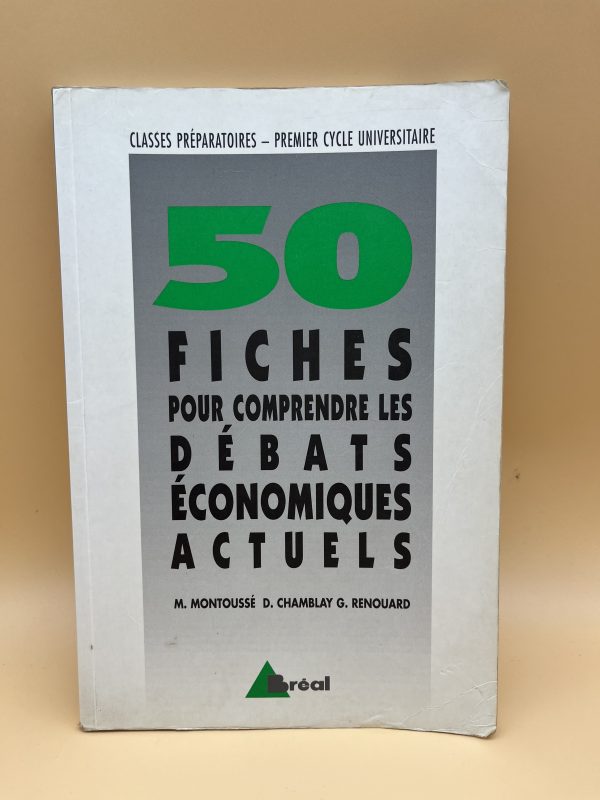 CLASSES PRÉPARATOIRES – PREMIER CYCLE UNIVERSITAIRE
50
FICHES
POUR COMPRENDRE LES
DÉBATS
ÉCONOMIQUES
ACTUELS
M. MONTOUSSÉ D. CHAMBLAY G. RENOUARD
Bréal